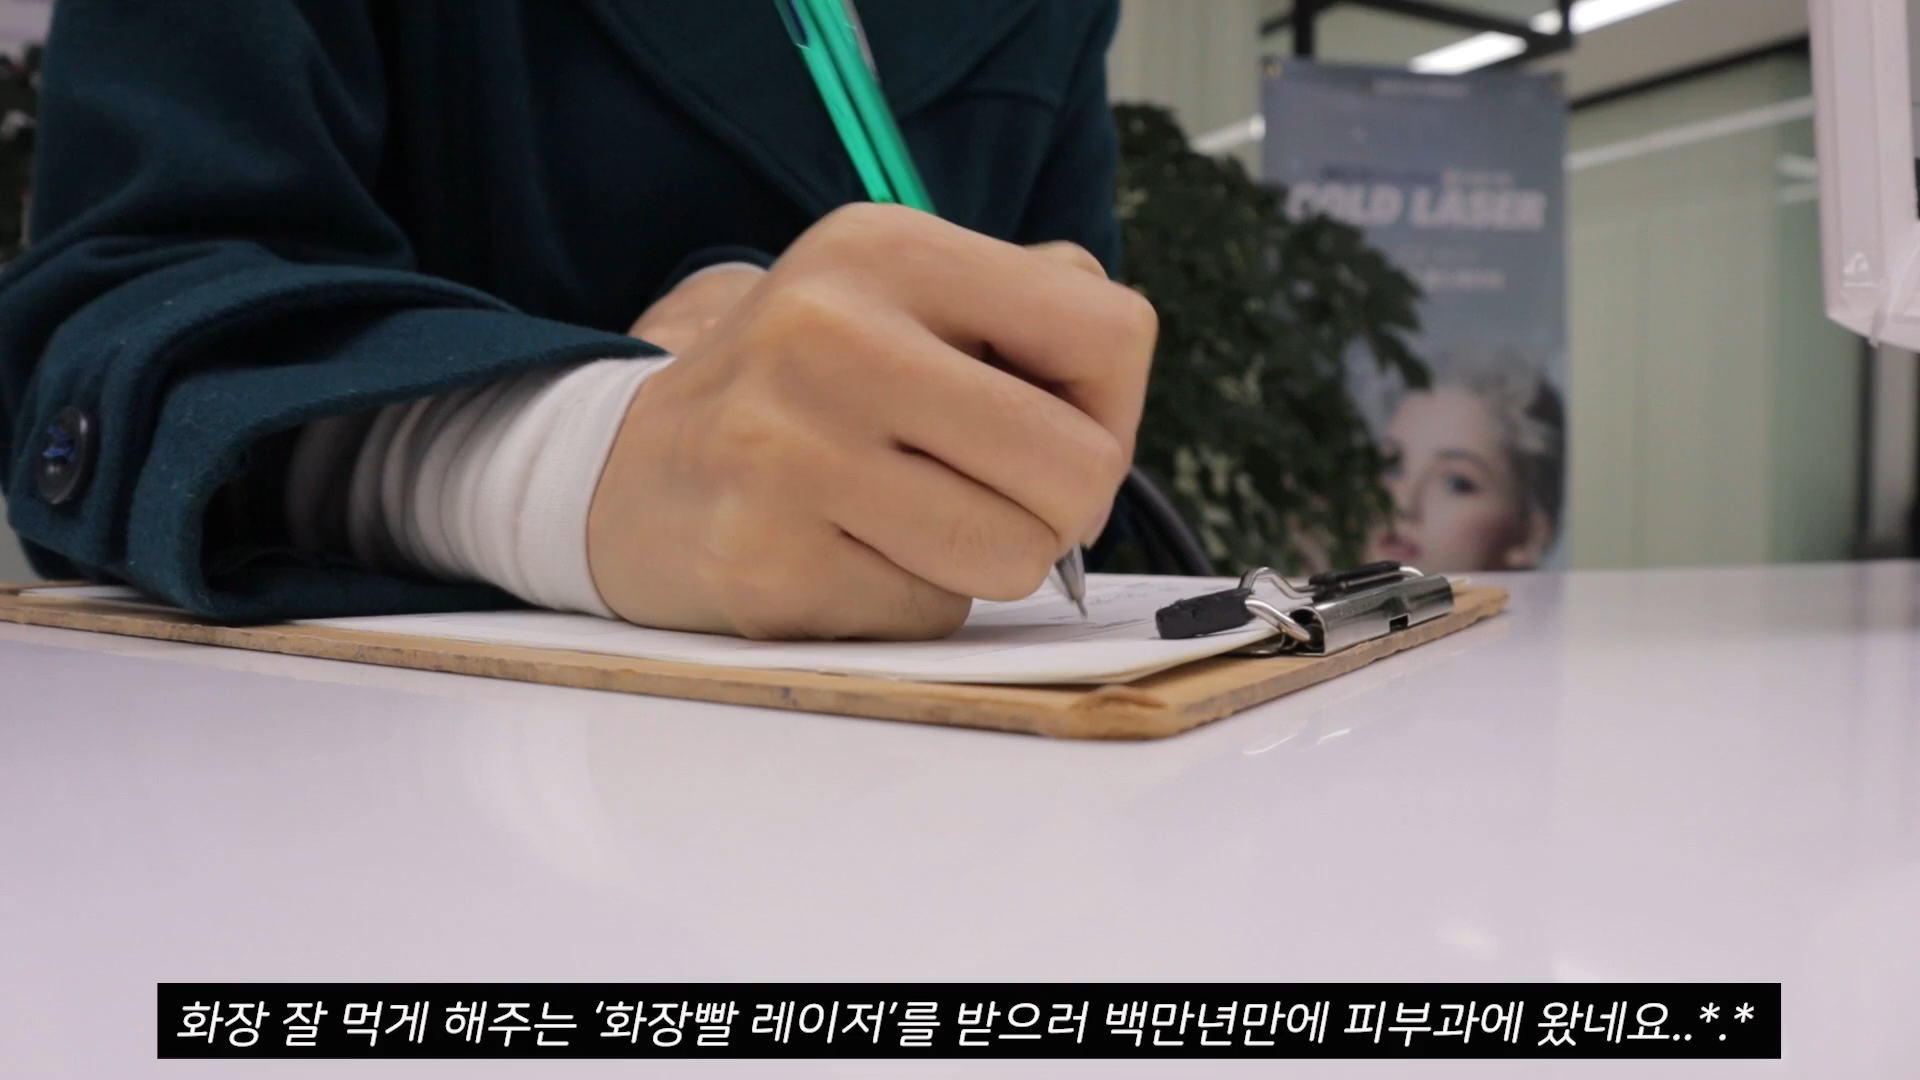 COLD LASER
화장 잘 먹게 해주는 ‘화장빨 레이저’를 받으러 백만년만에 피부과에 왔네요..*.*